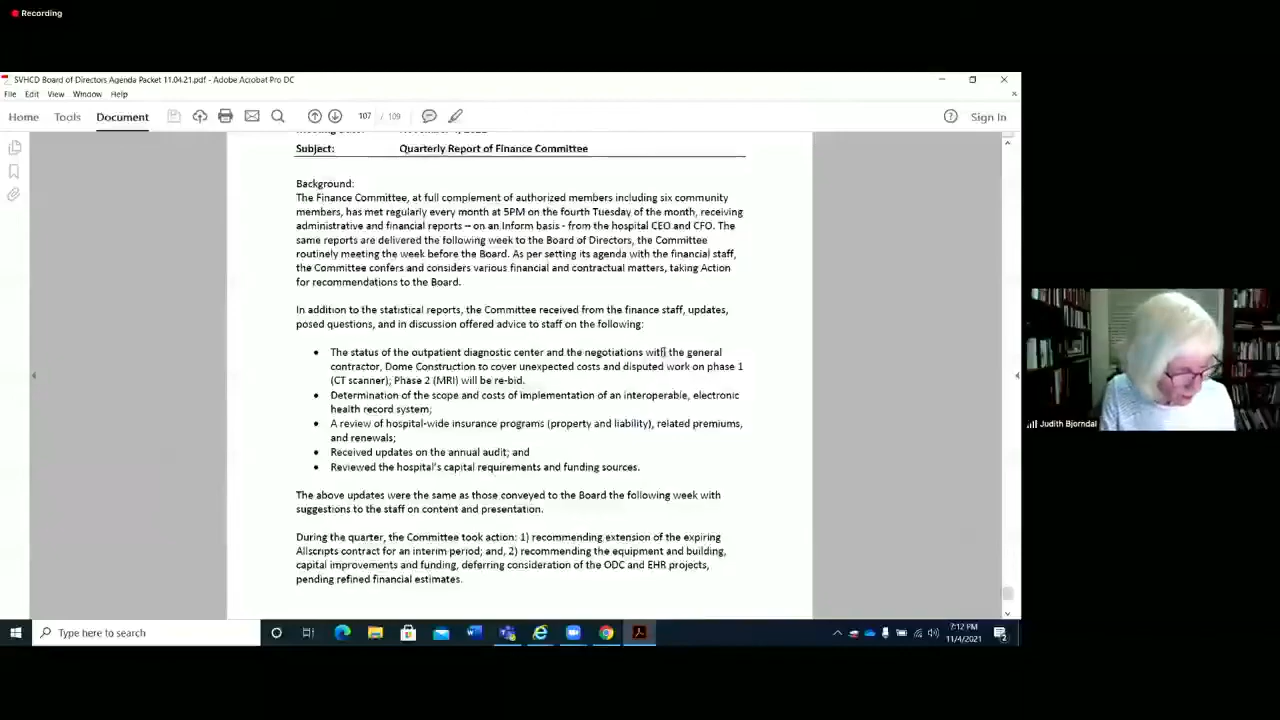 Recording
SVHCD Board of Directors Agenda Packet 11.04.21.pdf - Adobe Acrobat Pro DC
File Edit View Window Help
Home Tools Document 107 / 109 Sign In
Subject: Quarterly Report of Finance Committee
Background:
The Finance Committee, at full complement of authorized members including six community
members, has met regularly every month at 5PM on the fourth Tuesday of the month, receiving
administrative and financial reports – on an Inform basis - from the hospital CEO and CFO. The
same reports are delivered the following week to the Board of Directors, the Committee
routinely meeting the week before the Board. As per setting its agenda with the financial staff,
the Committee confers and considers various financial and contractual matters, taking Action
for recommendations to the Board.
In addition to the statistical reports, the Committee received from the finance staff, updates,
posed questions, and in discussion offered advice to staff on the following:
• The status of the outpatient diagnostic center and the negotiations with the general
contractor, Dome Construction to cover unexpected costs and disputed work on phase 1
(CT scanner); Phase 2 (MRI) will be re-bid.
• Determination of the scope and costs of implementation of an interoperable, electronic
health record system;
• A review of hospital-wide insurance programs (property and liability), related premiums,
and renewals;
• Received updates on the annual audit; and
• Reviewed the hospital's capital requirements and funding sources.
The above updates were the same as those conveyed to the Board the following week with
suggestions to the staff on content and presentation.
During the quarter, the Committee took action: 1) recommending extension of the expiring
Allscripts contract for an interim period; and, 2) recommending the equipment and building,
capital improvements and funding, deferring consideration of the ODC and EHR projects,
pending refined financial estimates.
Judith Bjorndal
Type here to search
7:12 PM
11/4/2021